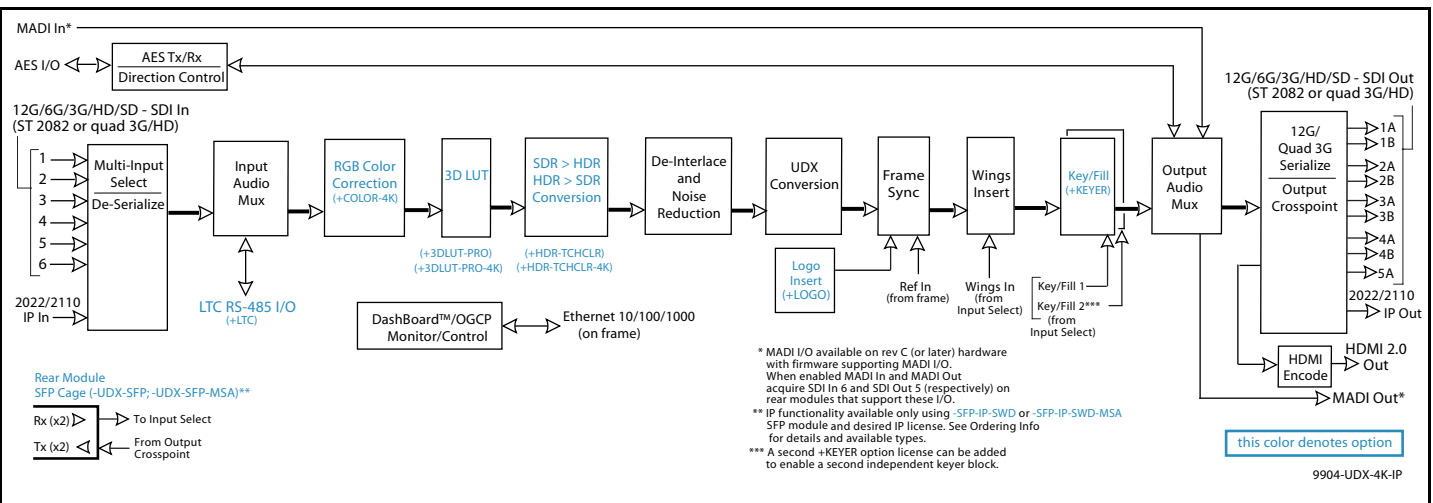 MADI In*
AES I/O
AES Tx/Rx
Direction Control
12G/6G/3G/HD/SD - SDI In
(ST 2082 or quad 3G/HD)
1
2
3
4
5
6
2022/2110
IP In
Multi-Input
Select
De-Serialize
Input
Audio
Mux
LTC RS-485 I/O
(+LTC)
RGB Color
Correction
(+COLOR-4K)
3D LUT
(+3DLUT-PRO)
(+3DLUT-PRO-4K)
SDR > HDR
HDR > SDR
Conversion
(+HDR-TCHCLR)
(+HDR-TCHCLR-4K)
De-Interlace
and
Noise
Reduction
UDX
Conversion
Logo
Insert
(+LOGO)
Frame
Sync
Ref In
(from frame)
Wings
Insert
Wings In
(from
Input Select)
Key/Fill
(+KEYER)
Key/Fill 1
Key/Fill 2***
(from
Input Select)
Output
Audio
Mux
12G/6G/3G/HD/SD - SDI Out
(ST 2082 or quad 3G/HD)
12G/
Quad 3G
Serialize
Output
Crosspoint
1A
1B
2A
2B
3A
3B
4A
4B
5A
2022/2110
IP Out
HDMI
Encode
HDMI 2.0
Out
MADI Out*
DashBoard™/OGCP
Monitor/Control
Ethernet 10/100/1000
(on frame)
Rear Module
SFP Cage (-UDX-SFP; -UDX-SFP-MSA)**
Rx (x2)
To Input Select
Tx (x2)
From Output
Crosspoint
* MADI I/O available on rev C (or later) hardware
with firmware supporting MADI I/O.
When enabled MADI In and MADI Out
acquire SDI In 6 and SDI Out 5 (respectively) on
rear modules that support these I/O.
** IP functionality available only using -SFP-IP-SWD or -SFP-IP-SWD-MSA
SFP module and desired IP license. See Ordering Info
for details and available types.
*** A second +KEYER option license can be added
to enable a second independent keyer block.
this color denotes option
9904-UDX-4K-IP